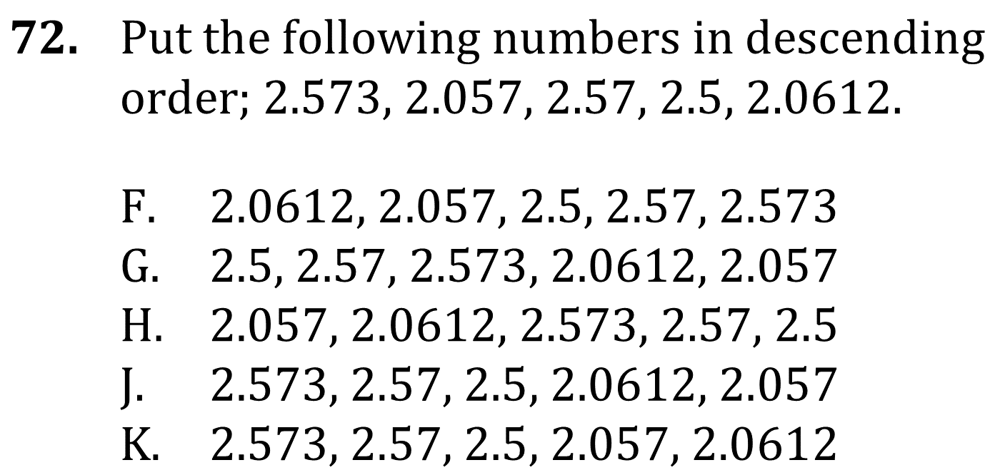 72. Put the following numbers in descending
order; 2.573, 2.057, 2.57, 2.5, 2.0612.
F. 2.0612, 2.057, 2.5, 2.57, 2.573
G. 2.5, 2.57, 2.573, 2.0612, 2.057
H. 2.057, 2.0612, 2.573, 2.57, 2.5
J. 2.573, 2.57, 2.5, 2.0612, 2.057
K. 2.573, 2.57, 2.5, 2.057, 2.0612